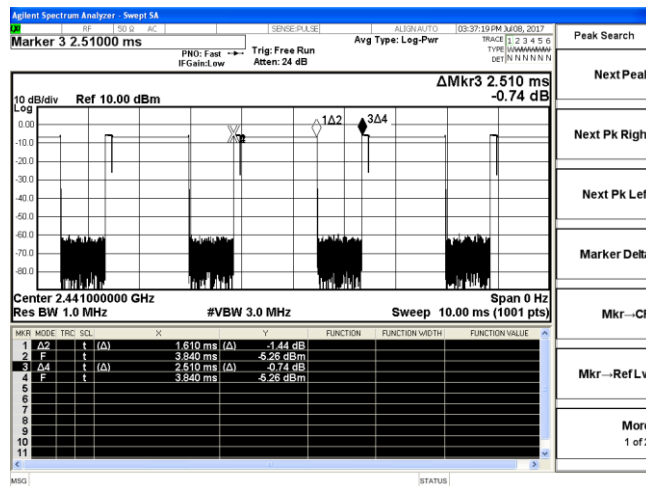 Agilent Spectrum Analyzer - Swept SA
RF 50 Ω AC SENSE:PULSE ALIGN AUTO 03:37:19 PM Jul 08, 2017
Marker 3 2.51000 ms
PNO: Fast Trig: Free Run Avg Type: Log-Pwr TRACE 1 2 3 4 5 6
TYPE
IFGain:Low Atten: 24 dB DET N N N N N N
Peak Search
ΔMkr3 2.510 ms
-0.74 dB
10 dB/div Ref 10.00 dBm
Log
0.00
-10.0
-20.0
-30.0
-40.0
-50.0
-60.0
-70.0
-80.0
1Δ2
3Δ4
Center 2.441000000 GHz Span 0 Hz
Res BW 1.0 MHz #VBW 3.0 MHz Sweep 10.00 ms (1001 pts)
MKR MODE TRC SCL X Y FUNCTION FUNCTION WIDTH FUNCTION VALUE
1 Δ2 t (Δ) 1.610 ms (Δ) -1.44 dB
2 F t 3.840 ms -5.26 dBm
3 Δ4 t (Δ) 2.510 ms (Δ) -0.74 dB
4 F t 3.840 ms -5.26 dBm
5
6
7
8
9
10
11
MSG STATUS
Next Peal
Next Pk Righ
Next Pk Lef
Marker Delta
Mkr→CF
Mkr→Ref Lv
More
1 of 2